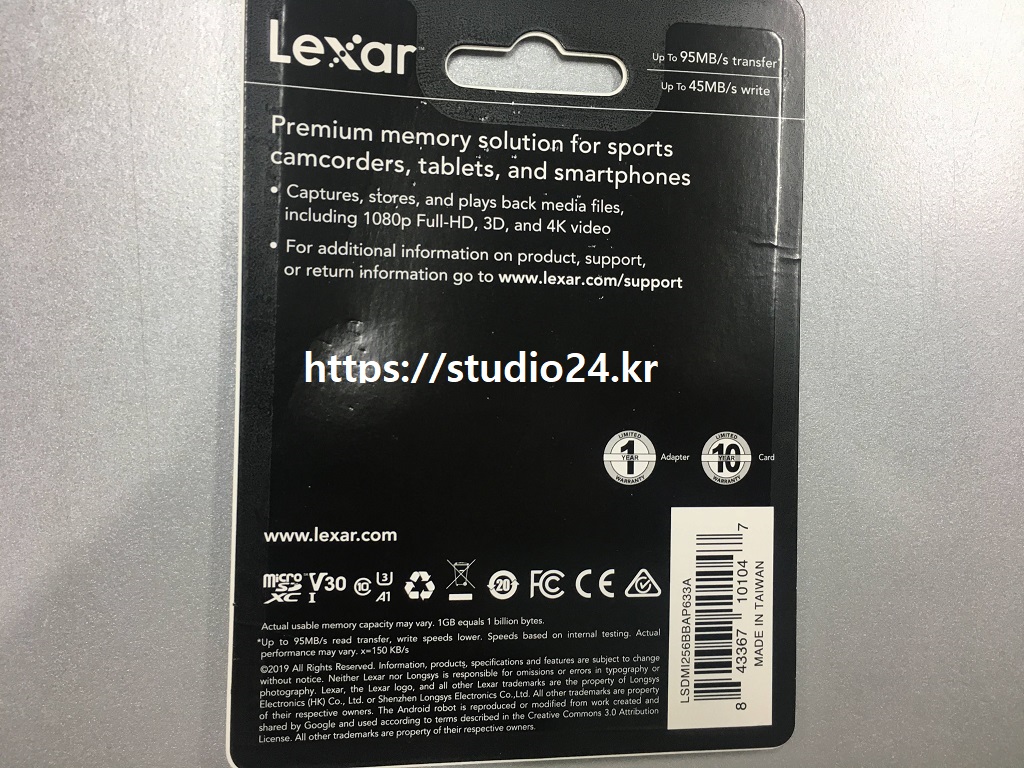 Lexar™
Up To 95MB/s transfer*
Up To 45MB/s write
Premium memory solution for sports
camcorders, tablets, and smartphones
• Captures, stores, and plays back media files,
including 1080p Full-HD, 3D, and 4K video
• For additional information on product, support,
or return information go to www.lexar.com/support
https://studio24.kr
LIMITED
1
YEAR
WARRANTY
Adapter
LIMITED
10
YEAR
WARRANTY
Card
www.lexar.com
micro SD XC I V30 10 U3 A1 20 FC CE
Actual usable memory capacity may vary. 1GB equals 1 billion bytes.
*Up to 95MB/s read transfer, write speeds lower. Speeds based on internal testing. Actual
performance may vary. x=150 KB/s
©2019 All Rights Reserved. Information, products, specifications and features are subject to change
without notice. Neither Lexar nor Longsys is responsible for omissions or errors in typography or
photography. Lexar, the Lexar logo, and all other Lexar trademarks are the property of Longsys
Electronics (HK) Co., Ltd. or Shenzhen Longsys Electronics Co.,Ltd. All other trademarks are property
of their respective owners. The Android robot is reproduced or modified from work created and
shared by Google and used according to terms described in the Creative Commons 3.0 Attribution
License. All other trademarks are property of their respective owners.
LSDMI256BBAP633A
8 43367 10104 7
MADE IN TAIWAN